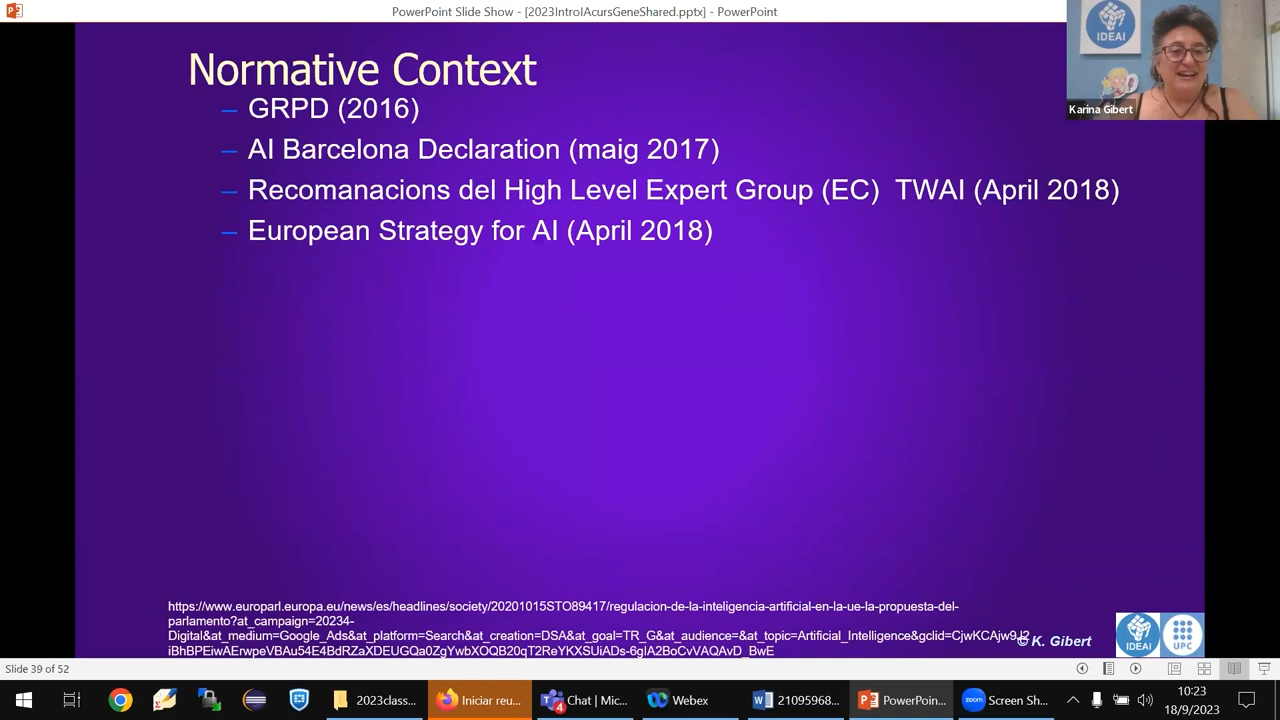 PowerPoint Slide Show - [2023IntroIAcursGeneShared.pptx] - PowerPoint
IDEAI
Karina Gibert
Normative Context
– GRPD (2016)
– AI Barcelona Declaration (maig 2017)
– Recomanacions del High Level Expert Group (EC) TWAI (April 2018)
– European Strategy for AI (April 2018)
https://www.europarl.europa.eu/news/es/headlines/society/20201015STO89417/regulacion-de-la-inteligencia-artificial-en-la-ue-la-propuesta-del-
parlamento?at_campaign=20234-
Digital&at_medium=Google_Ads&at_platform=Search&at_creation=DSA&at_goal=TR_G&at_audience=&at_topic=Artificial_Intelligence&gclid=CjwKCAjw9J2
iBhBPEiwAErwpeVBAu54E4BdRZaXDEUGQa0ZgYwbXOQB20qT2ReYKXSUiADs-6gIA2BoCvVAQAvD_BwE
© K. Gibert
IDEAI
UPC
Slide 39 of 52
2023class...
Iniciar reu...
4
Chat | Mic...
Webex
21095968...
PowerPoin...
zoom
Screen Sh...
10:23
18/9/2023